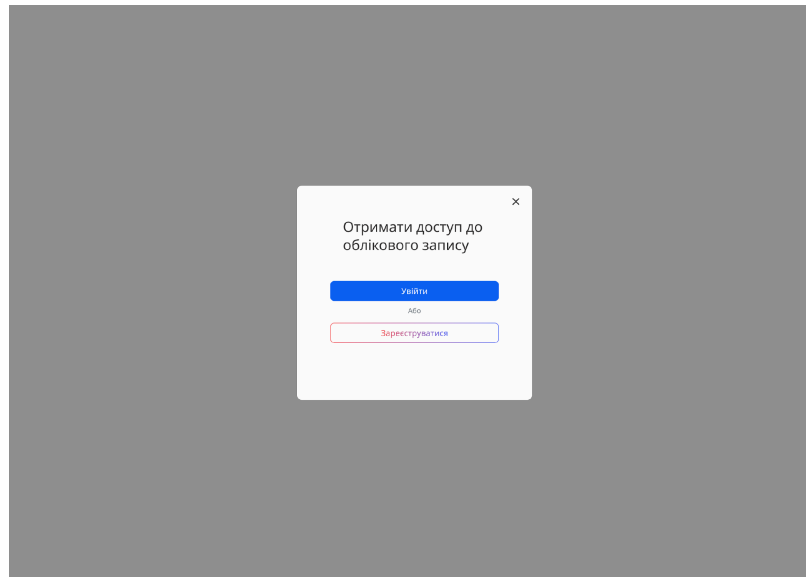 Отримати доступ до
облікового запису
Увійти
Або
Зареєструватися